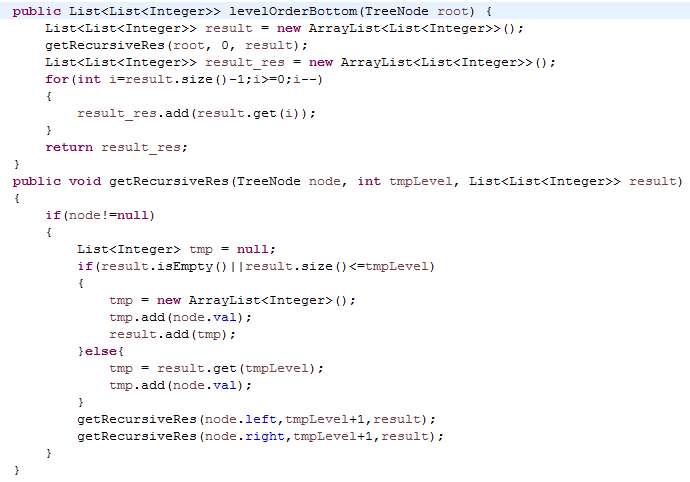 public List<List<Integer>> levelOrderBottom(TreeNode root) {
    List<List<Integer>> result = new ArrayList<List<Integer>>();
    getRecursiveRes(root, 0, result);
    List<List<Integer>> result_res = new ArrayList<List<Integer>>();
    for(int i=result.size()-1;i>=0;i--)
    {
        result_res.add(result.get(i));
    }
    return result_res;
}
public void getRecursiveRes(TreeNode node, int tmpLevel, List<List<Integer>> result)
{
    if(node!=null)
    {
        List<Integer> tmp = null;
        if(result.isEmpty()||result.size()<=tmpLevel)
        {
            tmp = new ArrayList<Integer>();
            tmp.add(node.val);
            result.add(tmp);
        }else{
            tmp = result.get(tmpLevel);
            tmp.add(node.val);
        }
        getRecursiveRes(node.left,tmpLevel+1,result);
        getRecursiveRes(node.right,tmpLevel+1,result);
    }
}